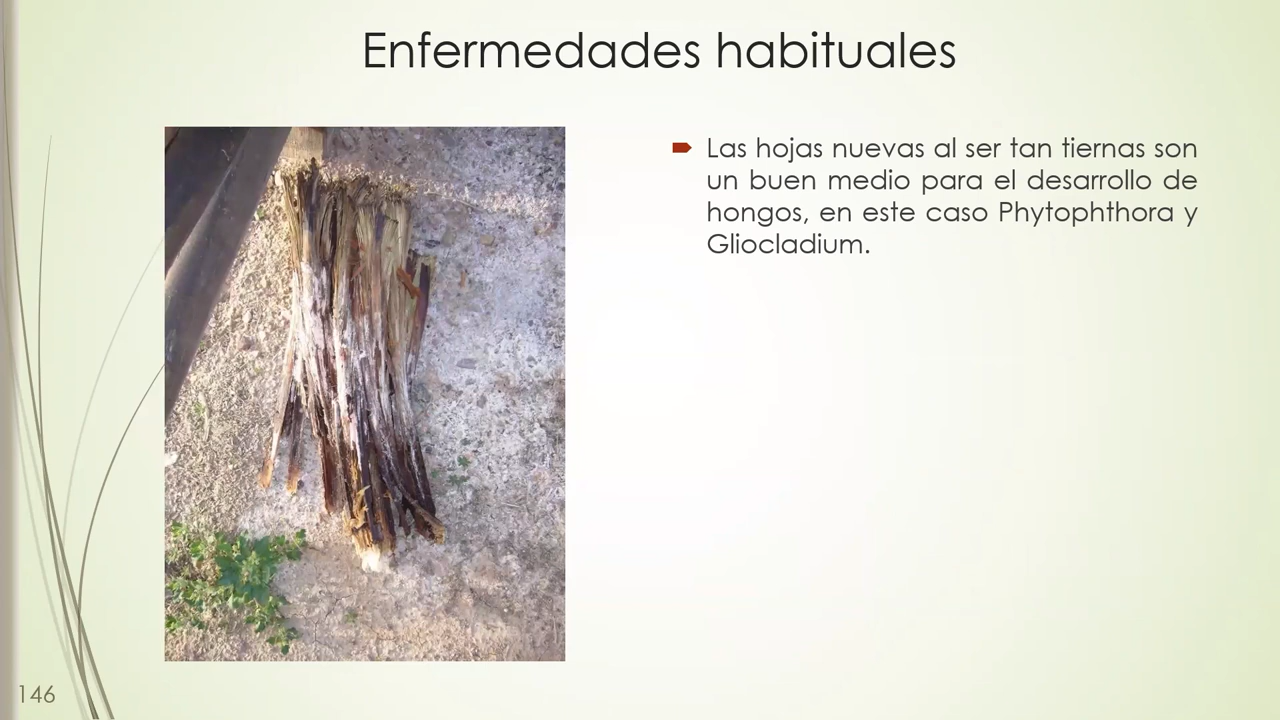 Enfermedades habituales
Las hojas nuevas al ser tan tiernas son
un buen medio para el desarrollo de
hongos, en este caso Phytophthora y
Gliocladium.
146